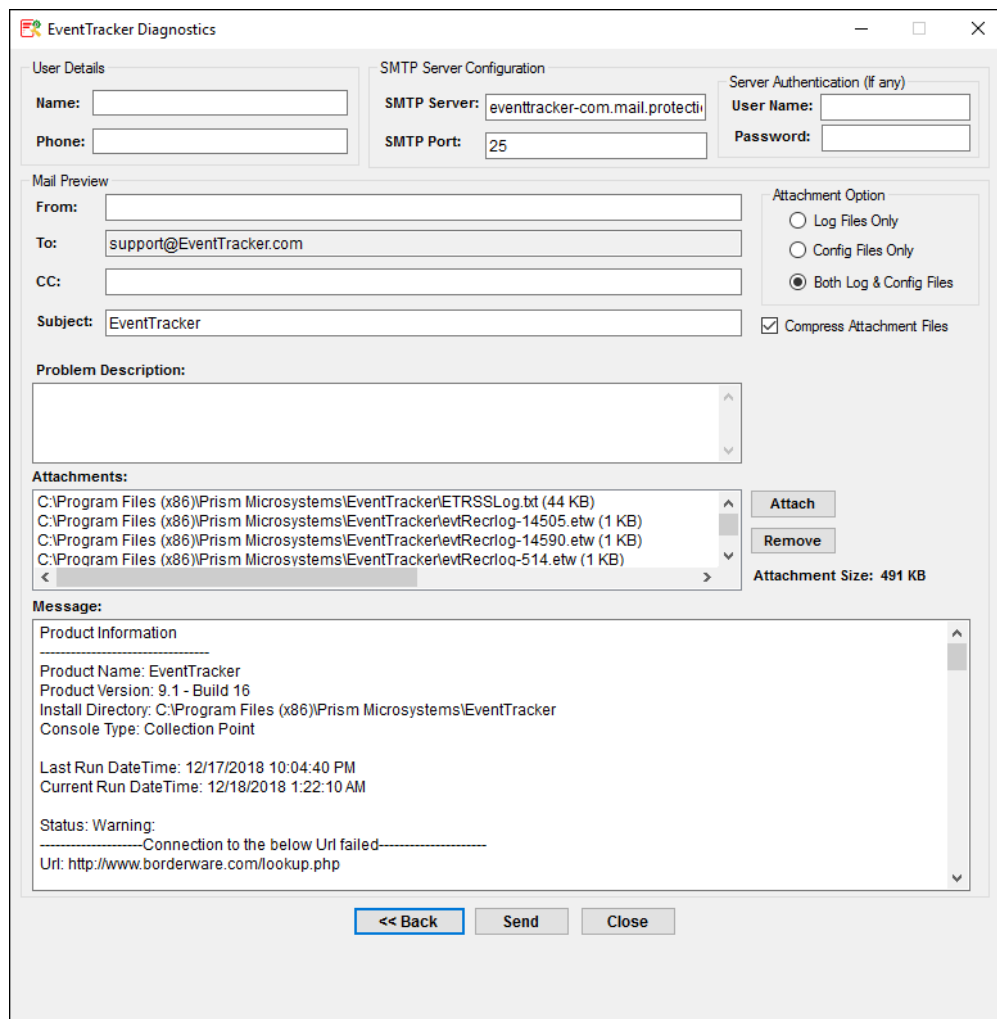 EventTracker Diagnostics
User Details
Name:
Phone:
SMTP Server Configuration
SMTP Server: eventtracker-com.mail.protecti
SMTP Port: 25
Server Authentication (If any)
User Name:
Password:
Mail Preview
From:
To: support@EventTracker.com
CC:
Subject: EventTracker
Attachment Option
Log Files Only
Config Files Only
Both Log & Config Files
Compress Attachment Files
Problem Description:
Attachments:
C:\Program Files (x86)\Prism Microsystems\EventTracker\ETRSSLog.txt (44 KB)
C:\Program Files (x86)\Prism Microsystems\EventTracker\evtRecrlog-14505.etw (1 KB)
C:\Program Files (x86)\Prism Microsystems\EventTracker\evtRecrlog-14590.etw (1 KB)
C:\Program Files (x86)\Prism Microsystems\EventTracker\evtRecrlog-514.etw (1 KB)
Attach
Remove
Attachment Size: 491 KB
Message:
Product Information
---------------------------------
Product Name: EventTracker
Product Version: 9.1 - Build 16
Install Directory: C:\Program Files (x86)\Prism Microsystems\EventTracker
Console Type: Collection Point
Last Run DateTime: 12/17/2018 10:04:40 PM
Current Run DateTime: 12/18/2018 1:22:10 AM
Status: Warning:
--------------------Connection to the below Url failed---------------------
Url: http://www.borderware.com/lookup.php
<< Back
Send
Close